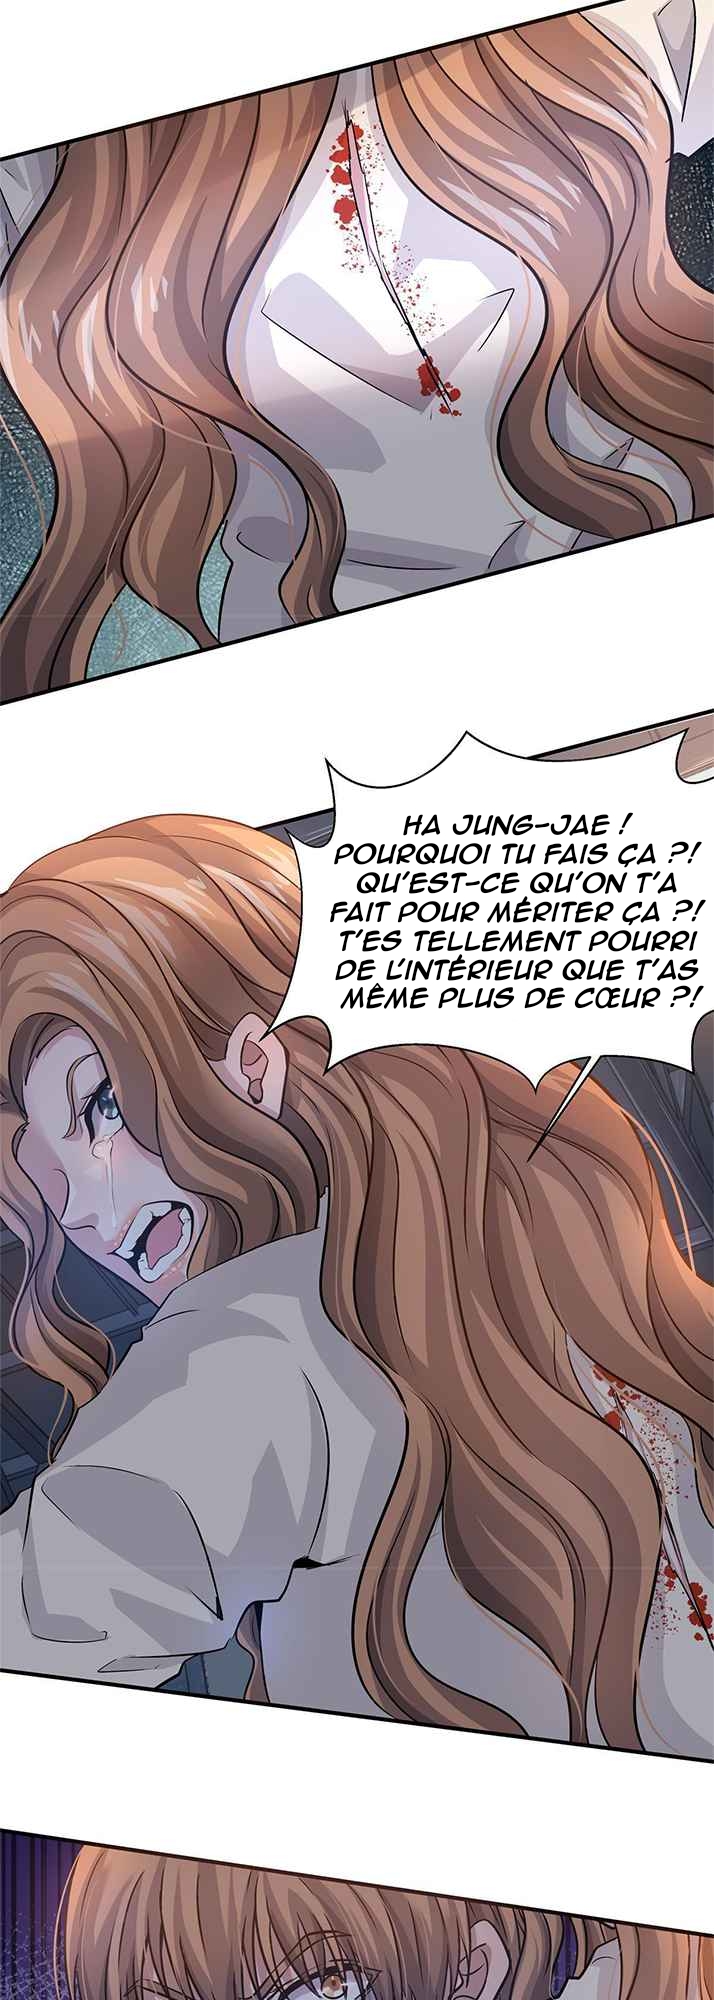 HA JUNG-JAE !
POURQUOI TU FAIS ÇA ?!
QU'EST-CE QU'ON T'A
FAIT POUR MÉRITER ÇA ?!
T'ES TELLEMENT POURRI
DE L'INTÉRIEUR QUE T'AS
MÊME PLUS DE CŒUR ?!